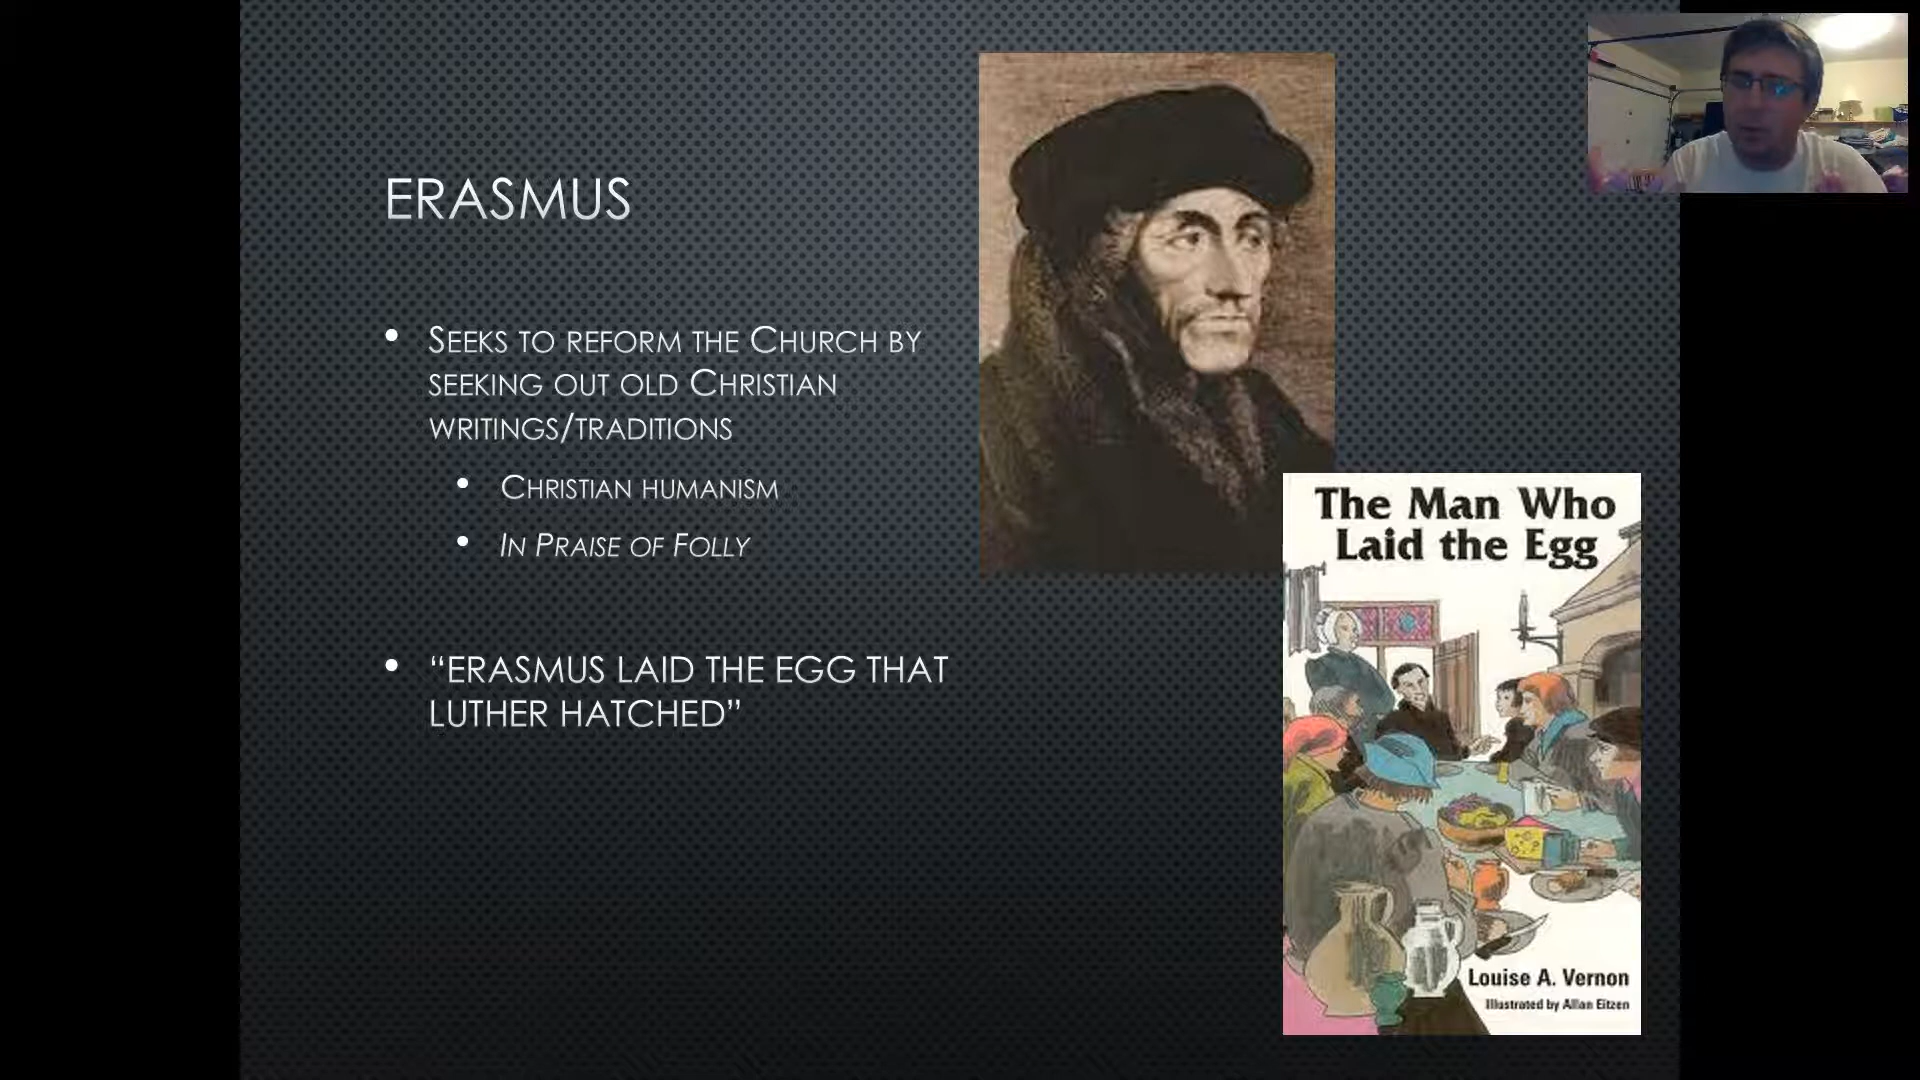 ERASMUS
• SEEKS TO REFORM THE CHURCH BY
SEEKING OUT OLD CHRISTIAN
WRITINGS/TRADITIONS
• CHRISTIAN HUMANISM
• IN PRAISE OF FOLLY
• “ERASMUS LAID THE EGG THAT
LUTHER HATCHED”
The Man Who
Laid the Egg
Louise A. Vernon
Illustrated by Allan Eitzen